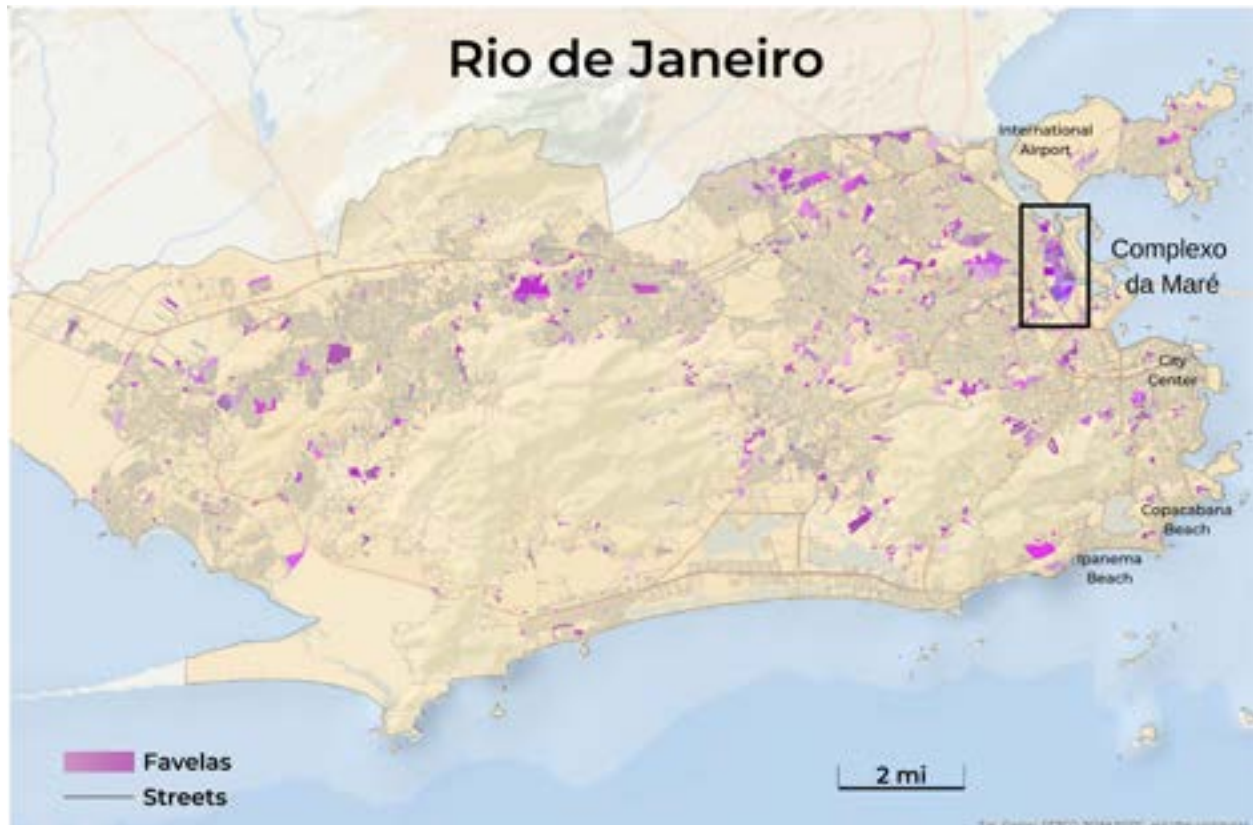 Rio de Janeiro
International
Airport
Complexo
da Maré
City
Center
Copacabana
Beach
Ipanema
Beach
Favelas
Streets
2 mi